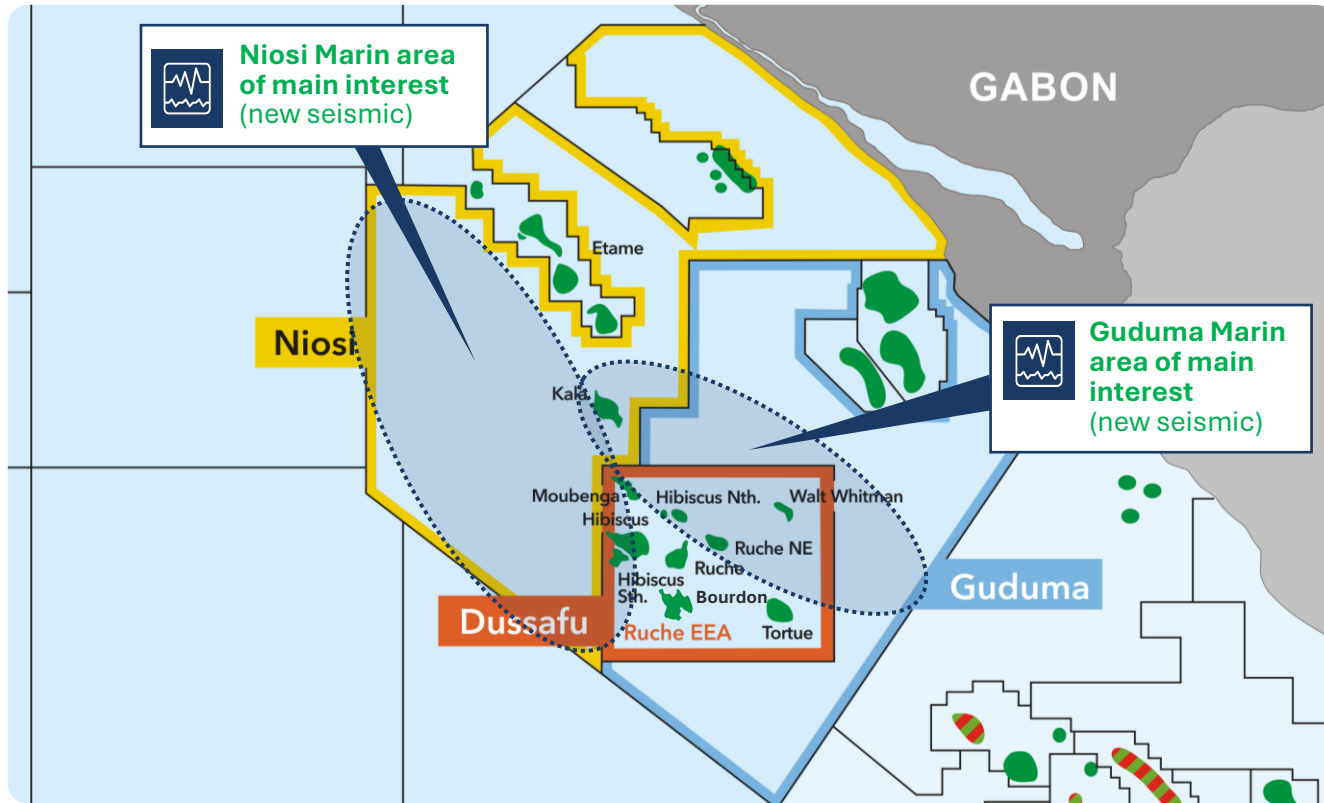 Niosi Marin area
of main interest
(new seismic)
GABON
Etame
Guduma Marin
area of main
interest
(new seismic)
Niosi
Kala
Moubenga
Hibiscus Nth.
Walt Whitman
Hibiscus
Ruche NE
Ruche
Hibiscus
Sth.
Bourdon
Guduma
Dussafu
Ruche EEA
Tortue